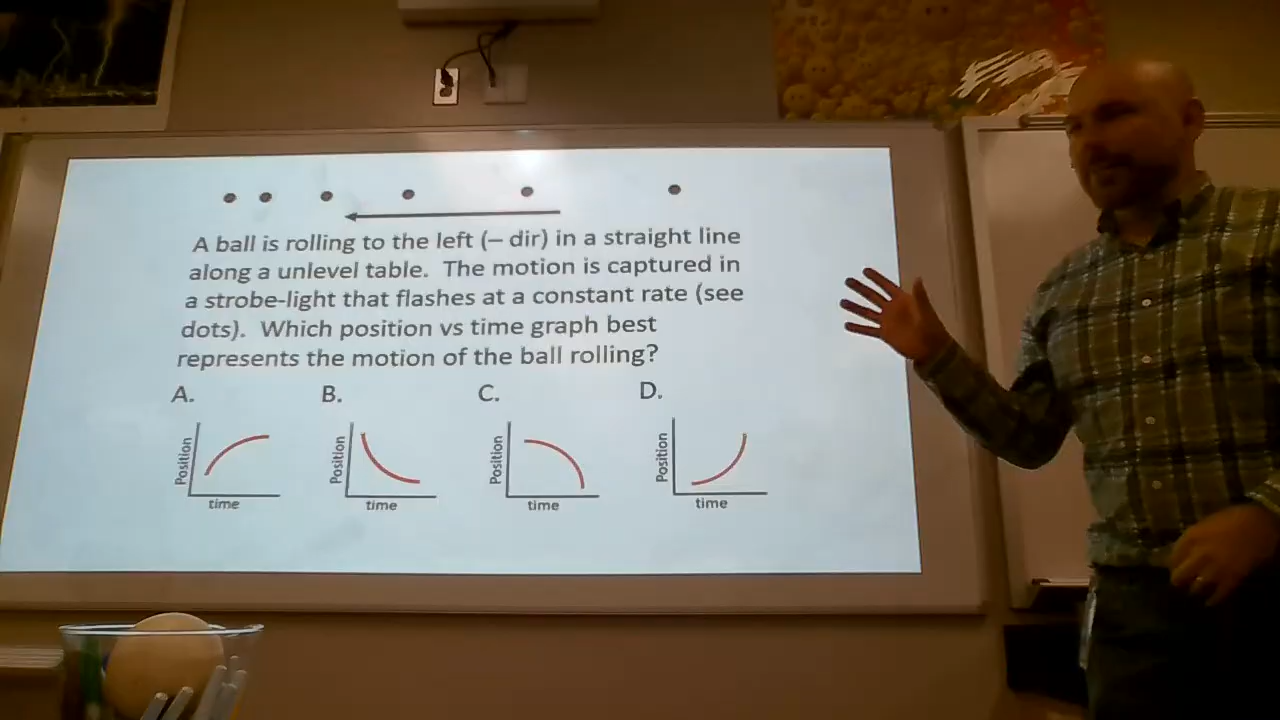 A ball is rolling to the left (– dir) in a straight line
along a unlevel table. The motion is captured in
a strobe-light that flashes at a constant rate (see
dots). Which position vs time graph best
represents the motion of the ball rolling?
A. B. C. D.
Position Position Position Position
time time time time